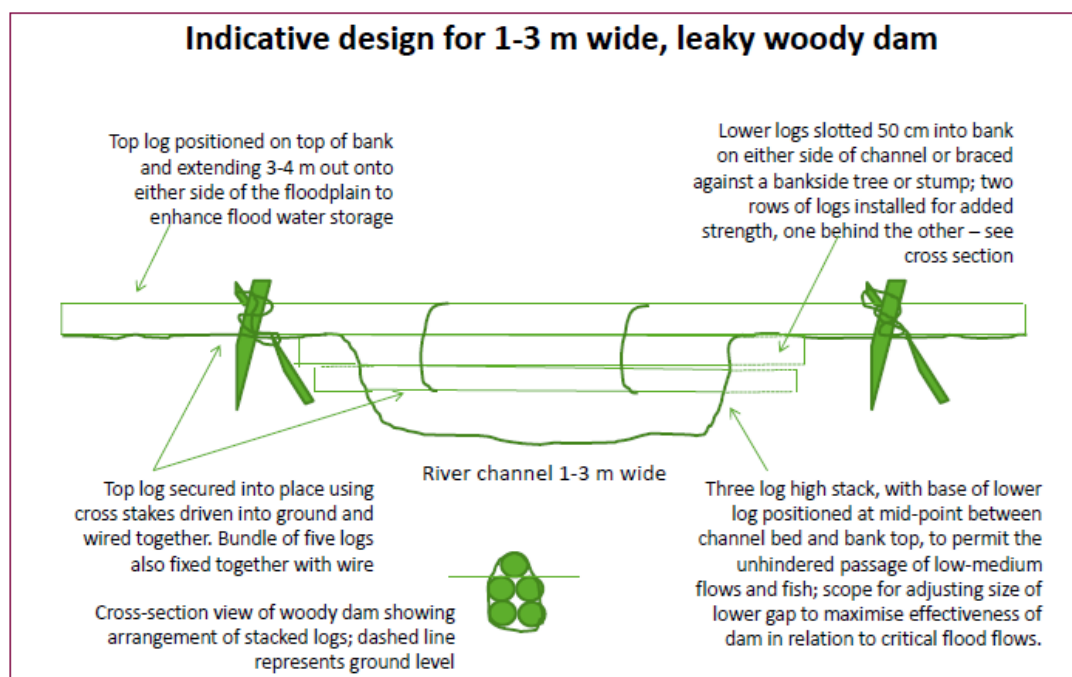 Indicative design for 1-3 m wide, leaky woody dam
Top log positioned on top of bank
and extending 3-4 m out onto
either side of the floodplain to
enhance flood water storage
Lower logs slotted 50 cm into bank
on either side of channel or braced
against a bankside tree or stump; two
rows of logs installed for added
strength, one behind the other – see
cross section
River channel 1-3 m wide
Top log secured into place using
cross stakes driven into ground and
wired together. Bundle of five logs
also fixed together with wire
Three log high stack, with base of lower
log positioned at mid-point between
channel bed and bank top, to permit the
unhindered passage of low-medium
flows and fish; scope for adjusting size of
lower gap to maximise effectiveness of
dam in relation to critical flood flows.
Cross-section view of woody dam showing
arrangement of stacked logs; dashed line
represents ground level